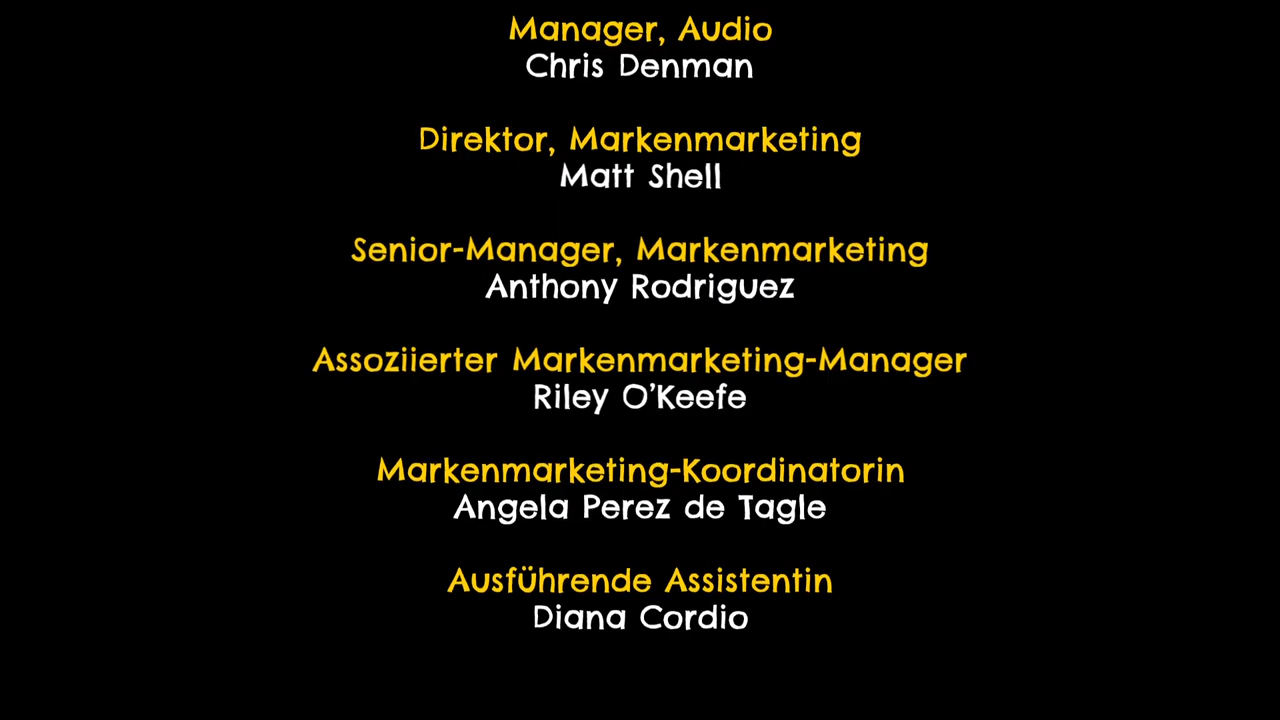 Manager, Audio
Chris Denman
Direktor, Markenmarketing
Matt Shell
Senior-Manager, Markenmarketing
Anthony Rodriguez
Assoziierter Markenmarketing-Manager
Riley O’Keefe
Markenmarketing-Koordinatorin
Angela Perez de Tagle
Ausführende Assistentin
Diana Cordio